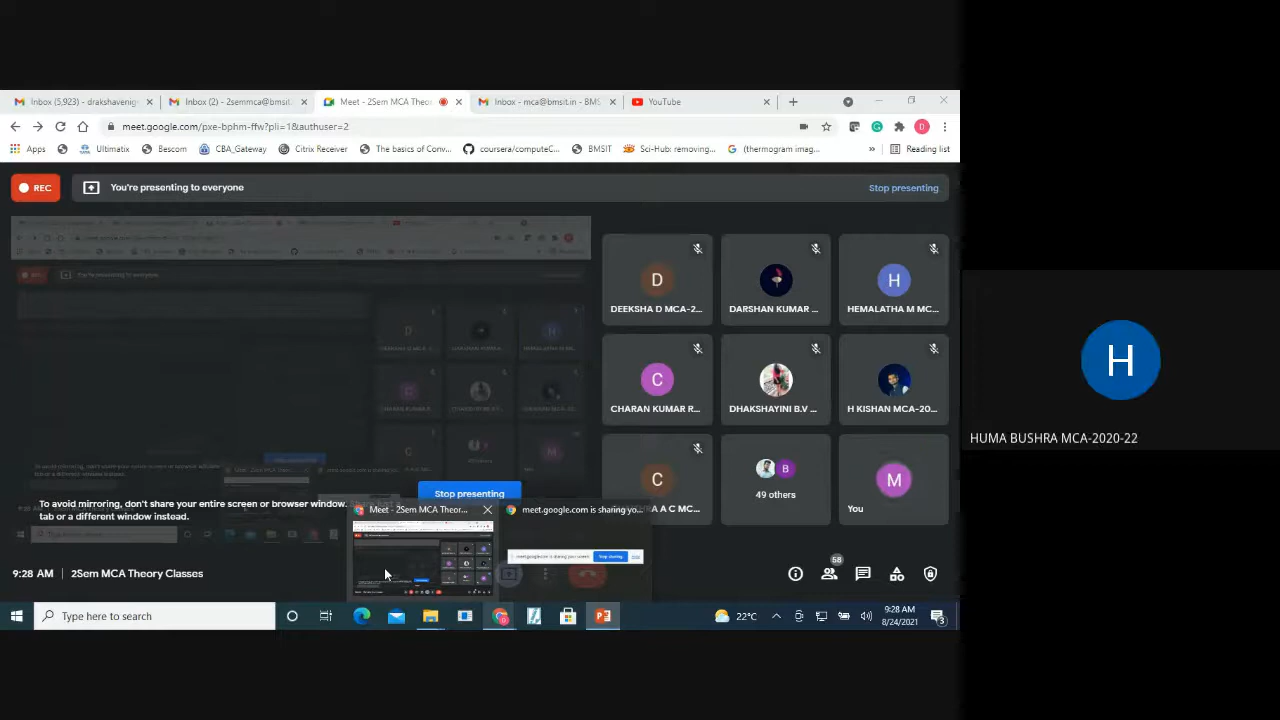 Inbox (5,923) - drakshavenig
Inbox (2) - 2semmca@bmsit.
Meet - 2Sem MCA Theor
Inbox - mca@bmsit.in - BMS
YouTube
meet.google.com/pxe-bphm-ffw?pli=1&authuser=2
D
Apps
Ultimatix
Bescom
CBA_Gateway
Citrix Receiver
The basics of Conv...
coursera/computeC...
BMSIT
Sci-Hub: removing...
(thermogram imag...
»
Reading list
REC
You're presenting to everyone
Stop presenting
D
DEEKSHA D MCA-2...
DARSHAN KUMAR ...
H
HEMALATHA M MC...
C
CHARAN KUMAR R...
DHAKSHAYINI B.V ...
H KISHAN MCA-20...
C
RA A C MC...
B
49 others
M
You
H
HUMA BUSHRA MCA-2020-22
Stop presenting
To avoid mirroring, don't share your entire screen or browser window.
tab or a different window instead.
Meet - 2Sem MCA Theor...
meet.google.com is sharing yo...
Stop sharing
9:28 AM | 2Sem MCA Theory Classes
58
Type here to search
22°C
9:28 AM
8/24/2021
3